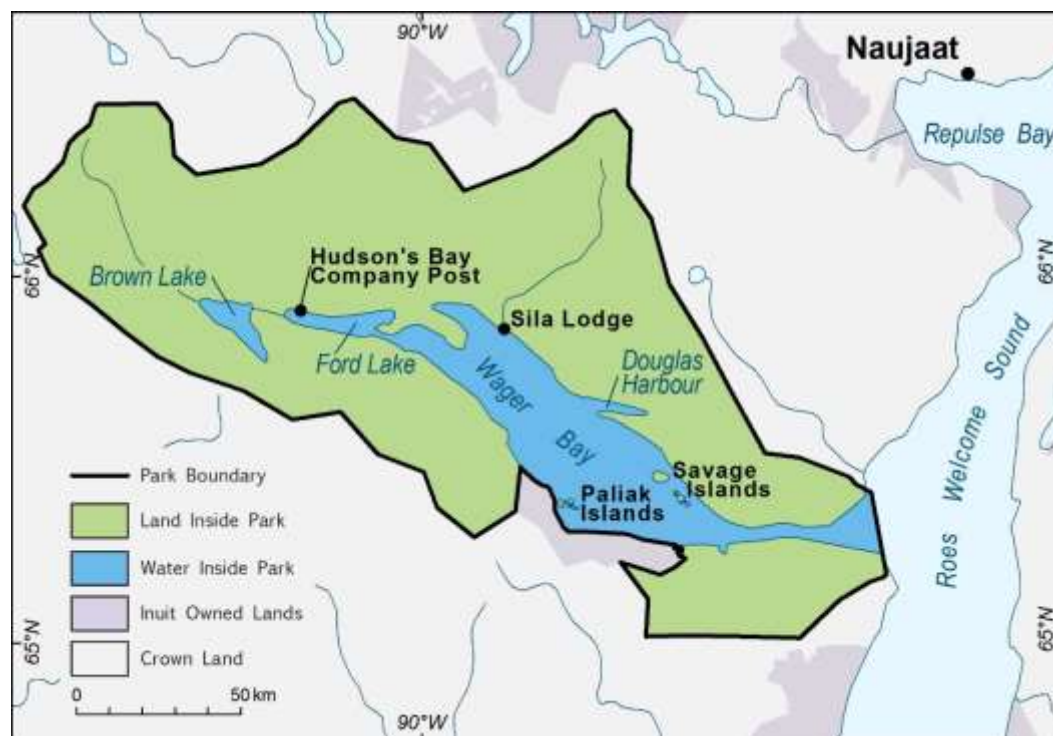 90°W
Naujaat
Repulse Bay
66°N
66°N
Hudson's Bay
Company Post
Brown Lake
Sila Lodge
Ford Lake
Douglas
Harbour
Wager
Bay
Roes Welcome Sound
Savage
Islands
Paliak
Islands
Park Boundary
Land Inside Park
Water Inside Park
Inuit Owned Lands
Crown Land
65°N
65°N
0 50 km
90°W